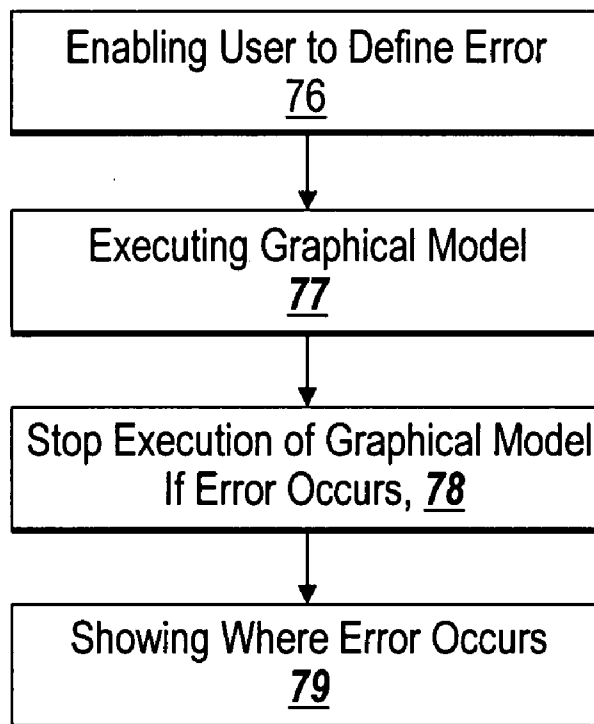 Enabling User to Define Error
76
Executing Graphical Model
77
Stop Execution of Graphical Model
If Error Occurs, 78
Showing Where Error Occurs
79